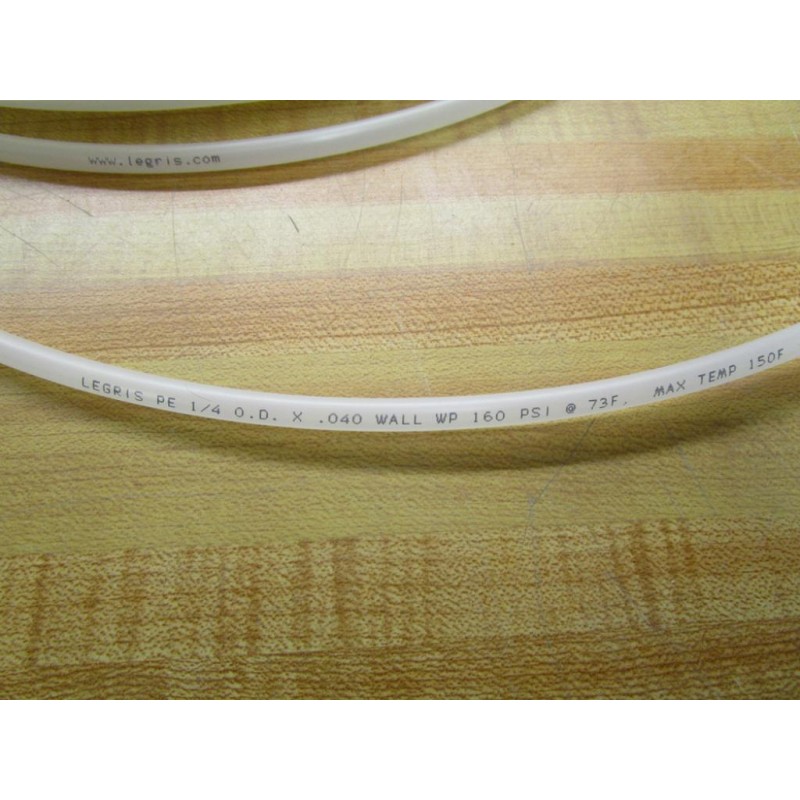 www.legris.com
LEGRIS PE 1/4 O.D. X .040 WALL WP 160 PSI @ 73F. MAX TEMP 150F